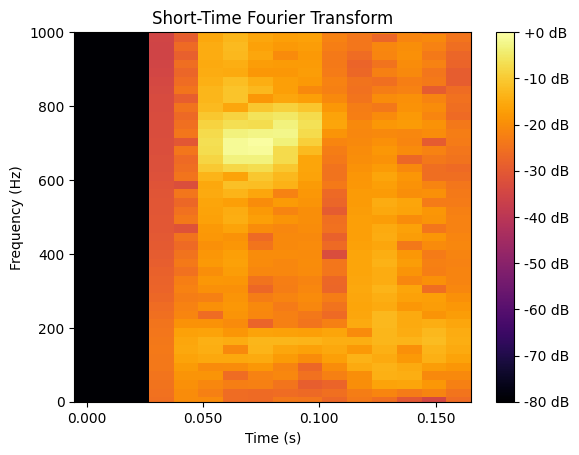 Short-Time Fourier Transform
1000
800
600
400
200
0
Frequency (Hz)
0.000
0.050
0.100
0.150
Time (s)
+0 dB
-10 dB
-20 dB
-30 dB
-40 dB
-50 dB
-60 dB
-70 dB
-80 dB